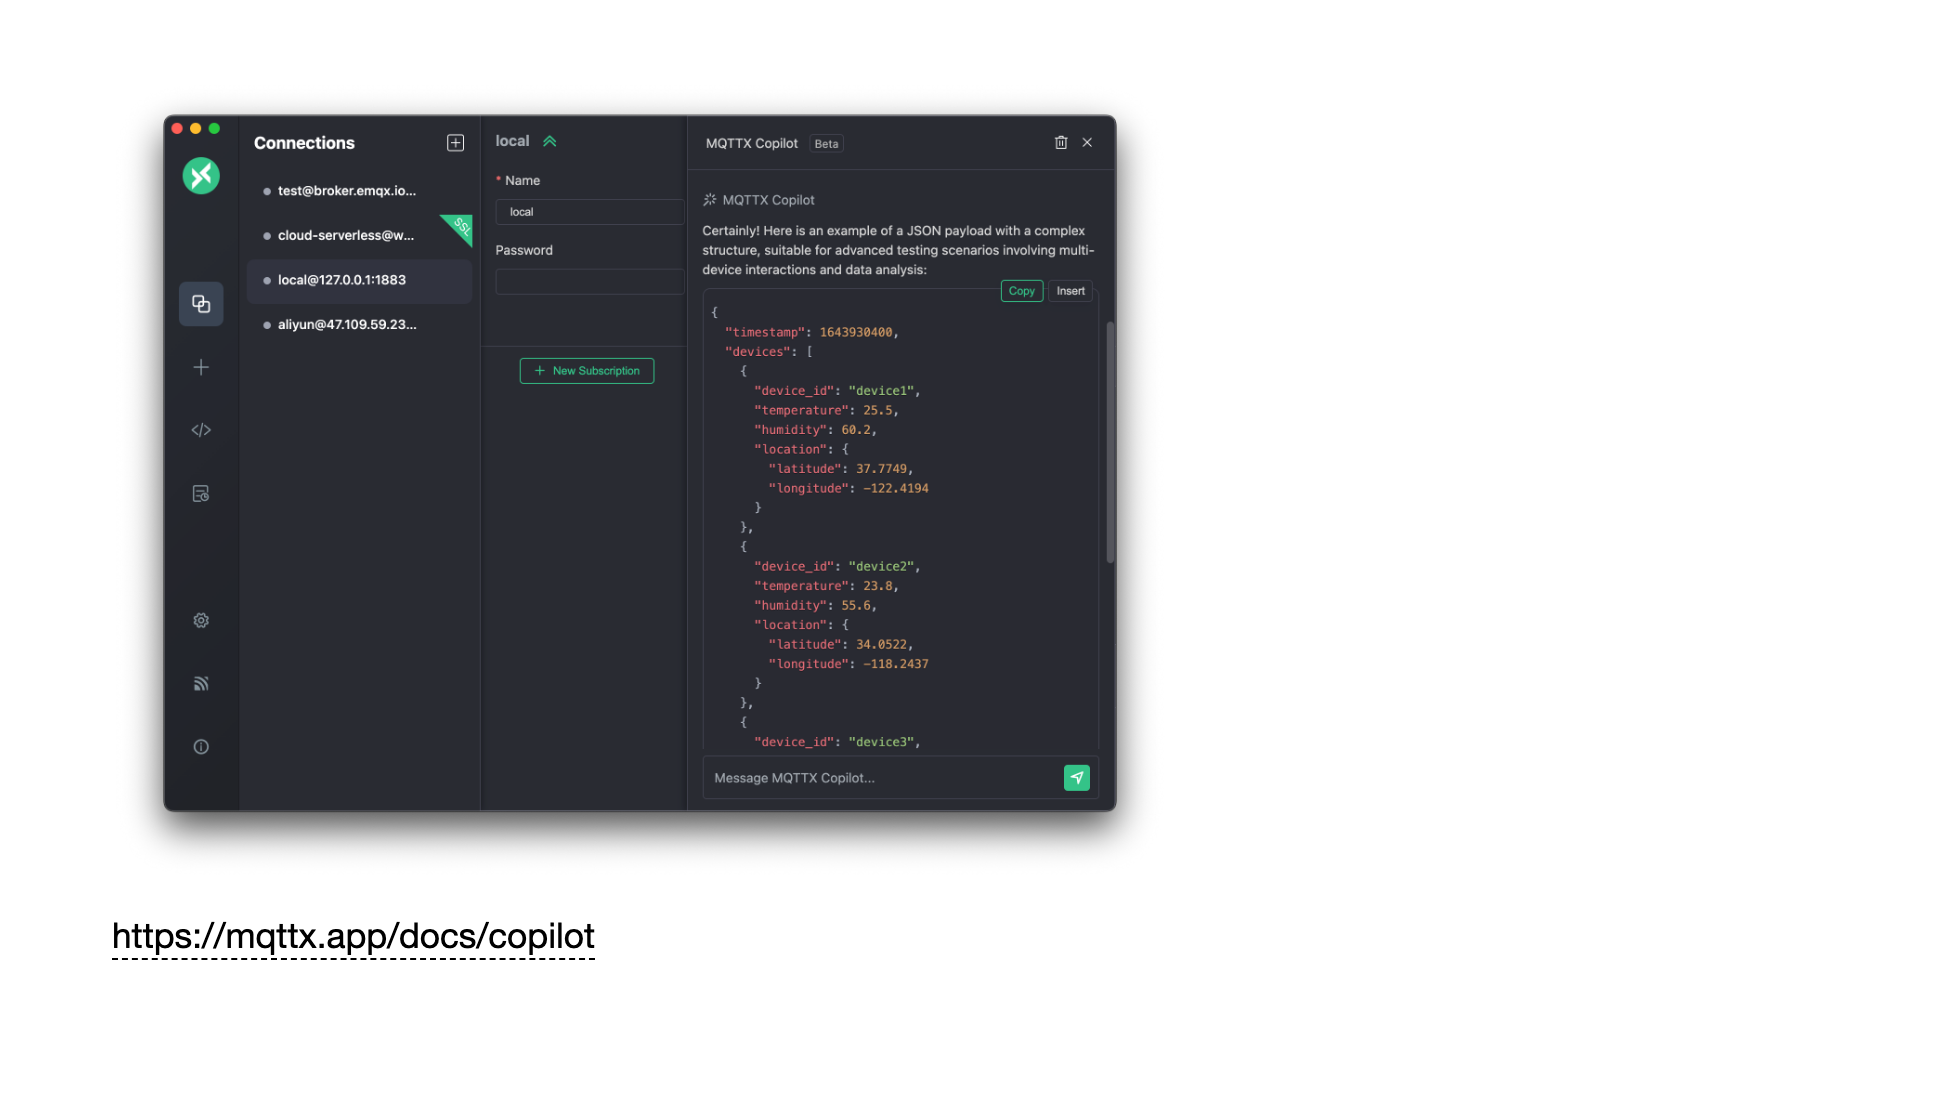 Connections
test@broker.emqx.io...
SSL
cloud-serverless@w...
local@127.0.0.1:1883
aliyun@47.109.59.23...
local
* Name
local
Password
+ New Subscription
MQTTX Copilot Beta
MQTTX Copilot
Certainly! Here is an example of a JSON payload with a complex
structure, suitable for advanced testing scenarios involving multi-
device interactions and data analysis:
Copy Insert
{
"timestamp": 1643930400,
"devices": [
{
"device_id": "device1",
"temperature": 25.5,
"humidity": 60.2,
"location": {
"latitude": 37.7749,
"longitude": -122.4194
}
},
{
"device_id": "device2",
"temperature": 23.8,
"humidity": 55.6,
"location": {
"latitude": 34.0522,
"longitude": -118.2437
}
},
{
"device_id": "device3",
Message MQTTX Copilot...
https://mqttx.app/docs/copilot